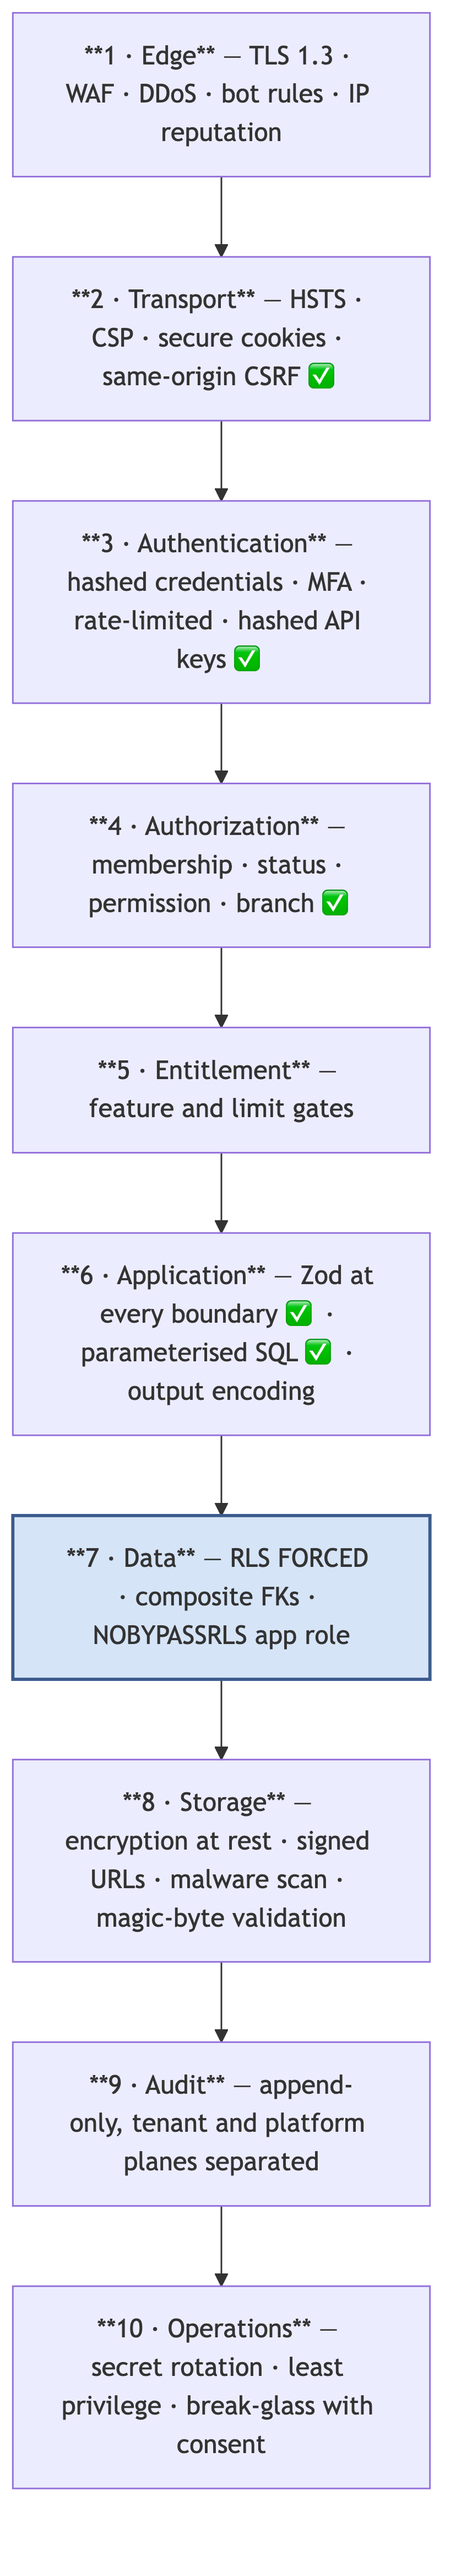 **1 · Edge** — TLS 1.3 ·
WAF · DDoS · bot rules · IP
reputation
**2 · Transport** — HSTS ·
CSP · secure cookies ·
same-origin CSRF ✅
**3 · Authentication** —
hashed credentials · MFA ·
rate-limited · hashed API
keys ✅
**4 · Authorization** —
membership · status ·
permission · branch ✅
**5 · Entitlement** —
feature and limit gates
**6 · Application** — Zod at
every boundary ✅ ·
parameterised SQL ✅ ·
output encoding
**7 · Data** — RLS FORCED
· composite FKs ·
NOBYPASSRLS app role
**8 · Storage** —
encryption at rest · signed
URLs · malware scan ·
magic-byte validation
**9 · Audit** — append-
only, tenant and platform
planes separated
**10 · Operations** —
secret rotation · least
privilege · break-glass with
consent